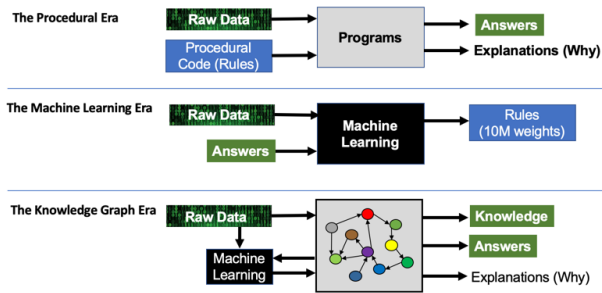 The Procedural Era
Raw Data
Procedural
Code (Rules)
Programs
Answers
Explanations (Why)
The Machine Learning Era
Raw Data
Answers
Machine
Learning
Rules
(10M weights)
The Knowledge Graph Era
Raw Data
Machine
Learning
Knowledge
Answers
Explanations (Why)